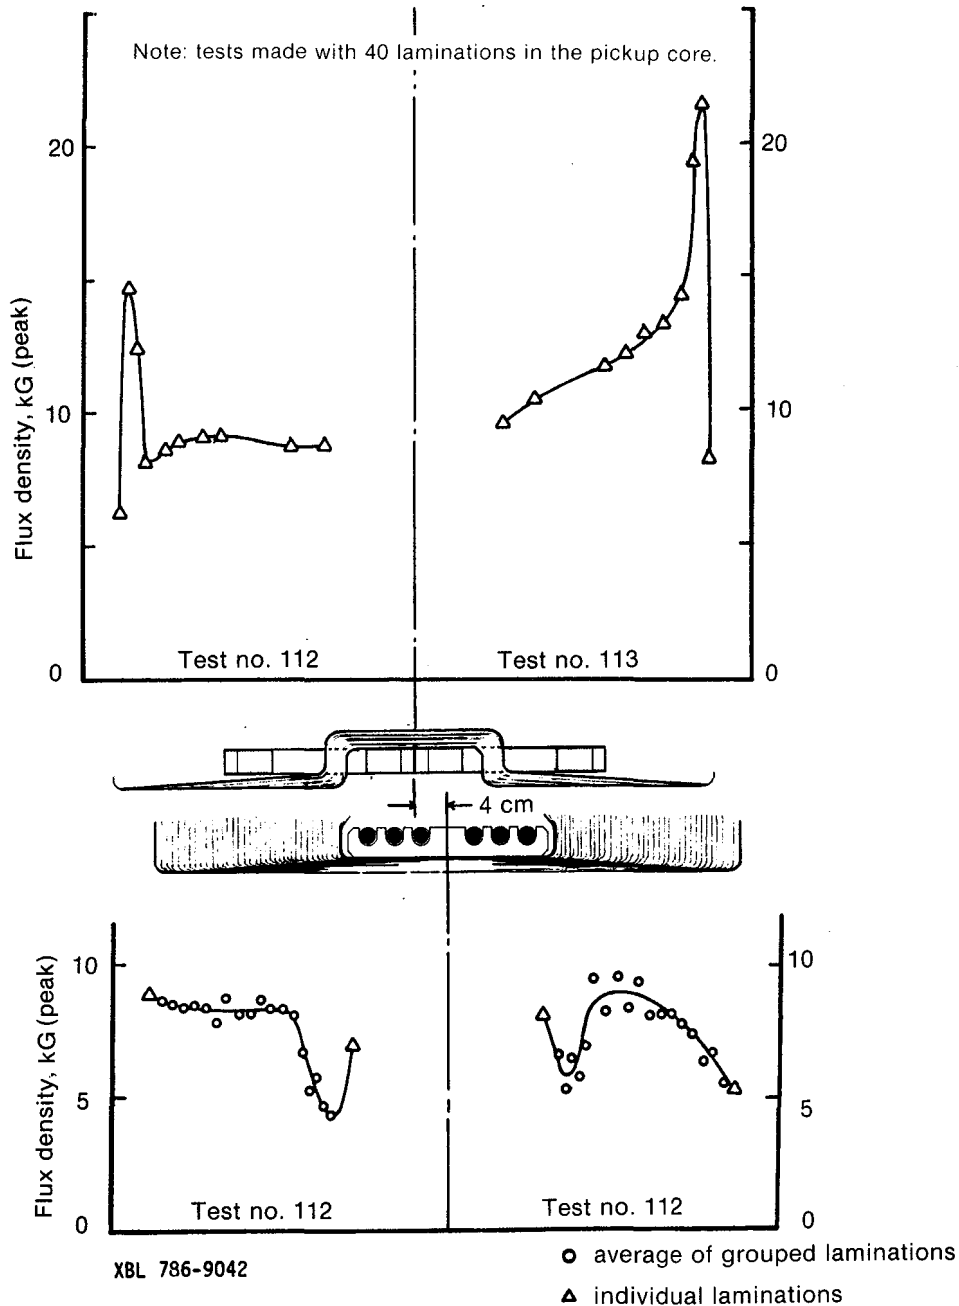 Note: tests made with 40 laminations in the pickup core.
20
20
Flux density, kG (peak)
10
10
0
Test no. 112
Test no. 113
0
4 cm
10
10
Flux density, kG (peak)
5
5
0
Test no. 112
Test no. 112
0
XBL 786-9042
average of grouped laminations
individual laminations